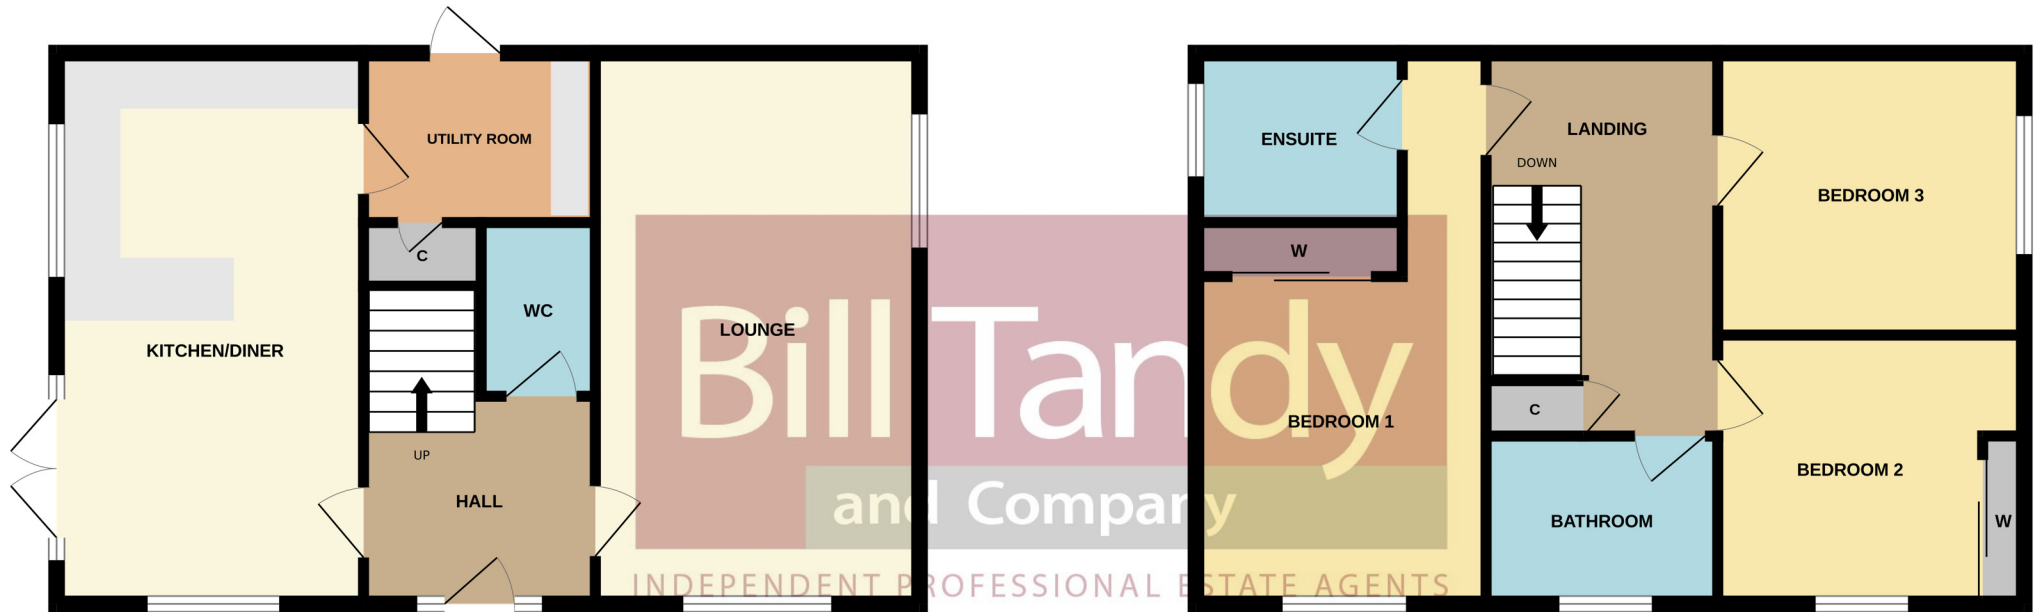 UTILITY ROOM
C
WC
KITCHEN/DINER
UP
HALL
LOUNGE
ENSUITE
LANDING
DOWN
BEDROOM 3
W
BEDROOM 1
C
BATHROOM
BEDROOM 2
W
Bill Tandy
and Company
INDEPENDENT PROFESSIONAL ESTATE AGENTS